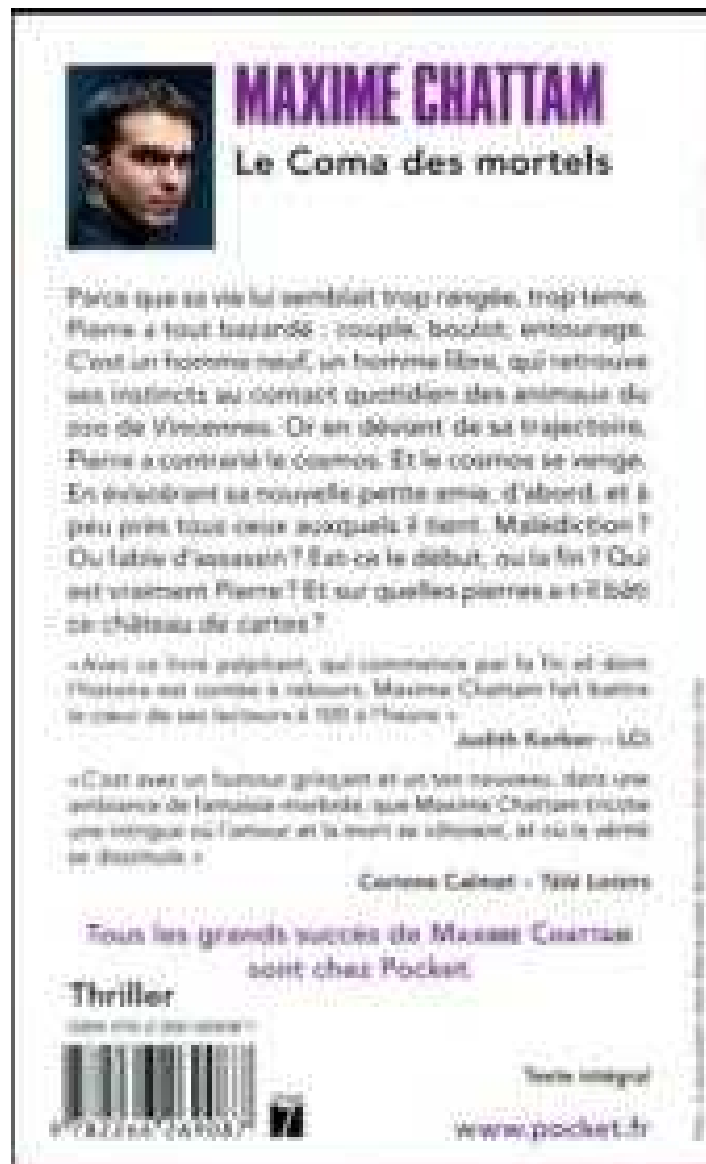 MAXIME CHATTAM
Le Coma des mortels
Parce que sa vie lui semblait trop rangée, trop terne,
Pierre a tout bazardé : couple, boulot, entourage.
C'est un homme neuf, un homme libre, qui retrouve
ses instincts au contact quotidien des animaux du
zoo de Vincennes. Or en déviant de sa trajectoire,
Pierre a contrarié le cosmos. Et le cosmos se venge.
En éviscérant sa nouvelle petite amie, d'abord, et à
peu près tous ceux auxquels il tient. Malédiction ?
Ou fable d'assassin ? Est-ce le début, ou la fin ? Qui
est vraiment Pierre ? Et sur quelles pierres a-t-il bâti
ce château de cartes ?
« Avec ce livre palpitant, qui commence par la fin et dont
l'histoire est contée à rebours, Maxime Chattam fait battre
le cœur de ses lecteurs à 100 à l'heure »
Judith - LCI
« C'est avec un humour grinçant et un ton nouveau, dans une
ambiance de fantaisie morbide, que Maxime Chattam tricote
une intrigue où l'amour et la mort se côtoient, et où la vérité
se dissimule. »
Calmet - Télé Loisirs
Tous les grands succès de MAXIME CHATTAM
sont chez Pocket
Thriller
ISBN
Texte intégral
9 782266 269087
7
www.pocket.fr